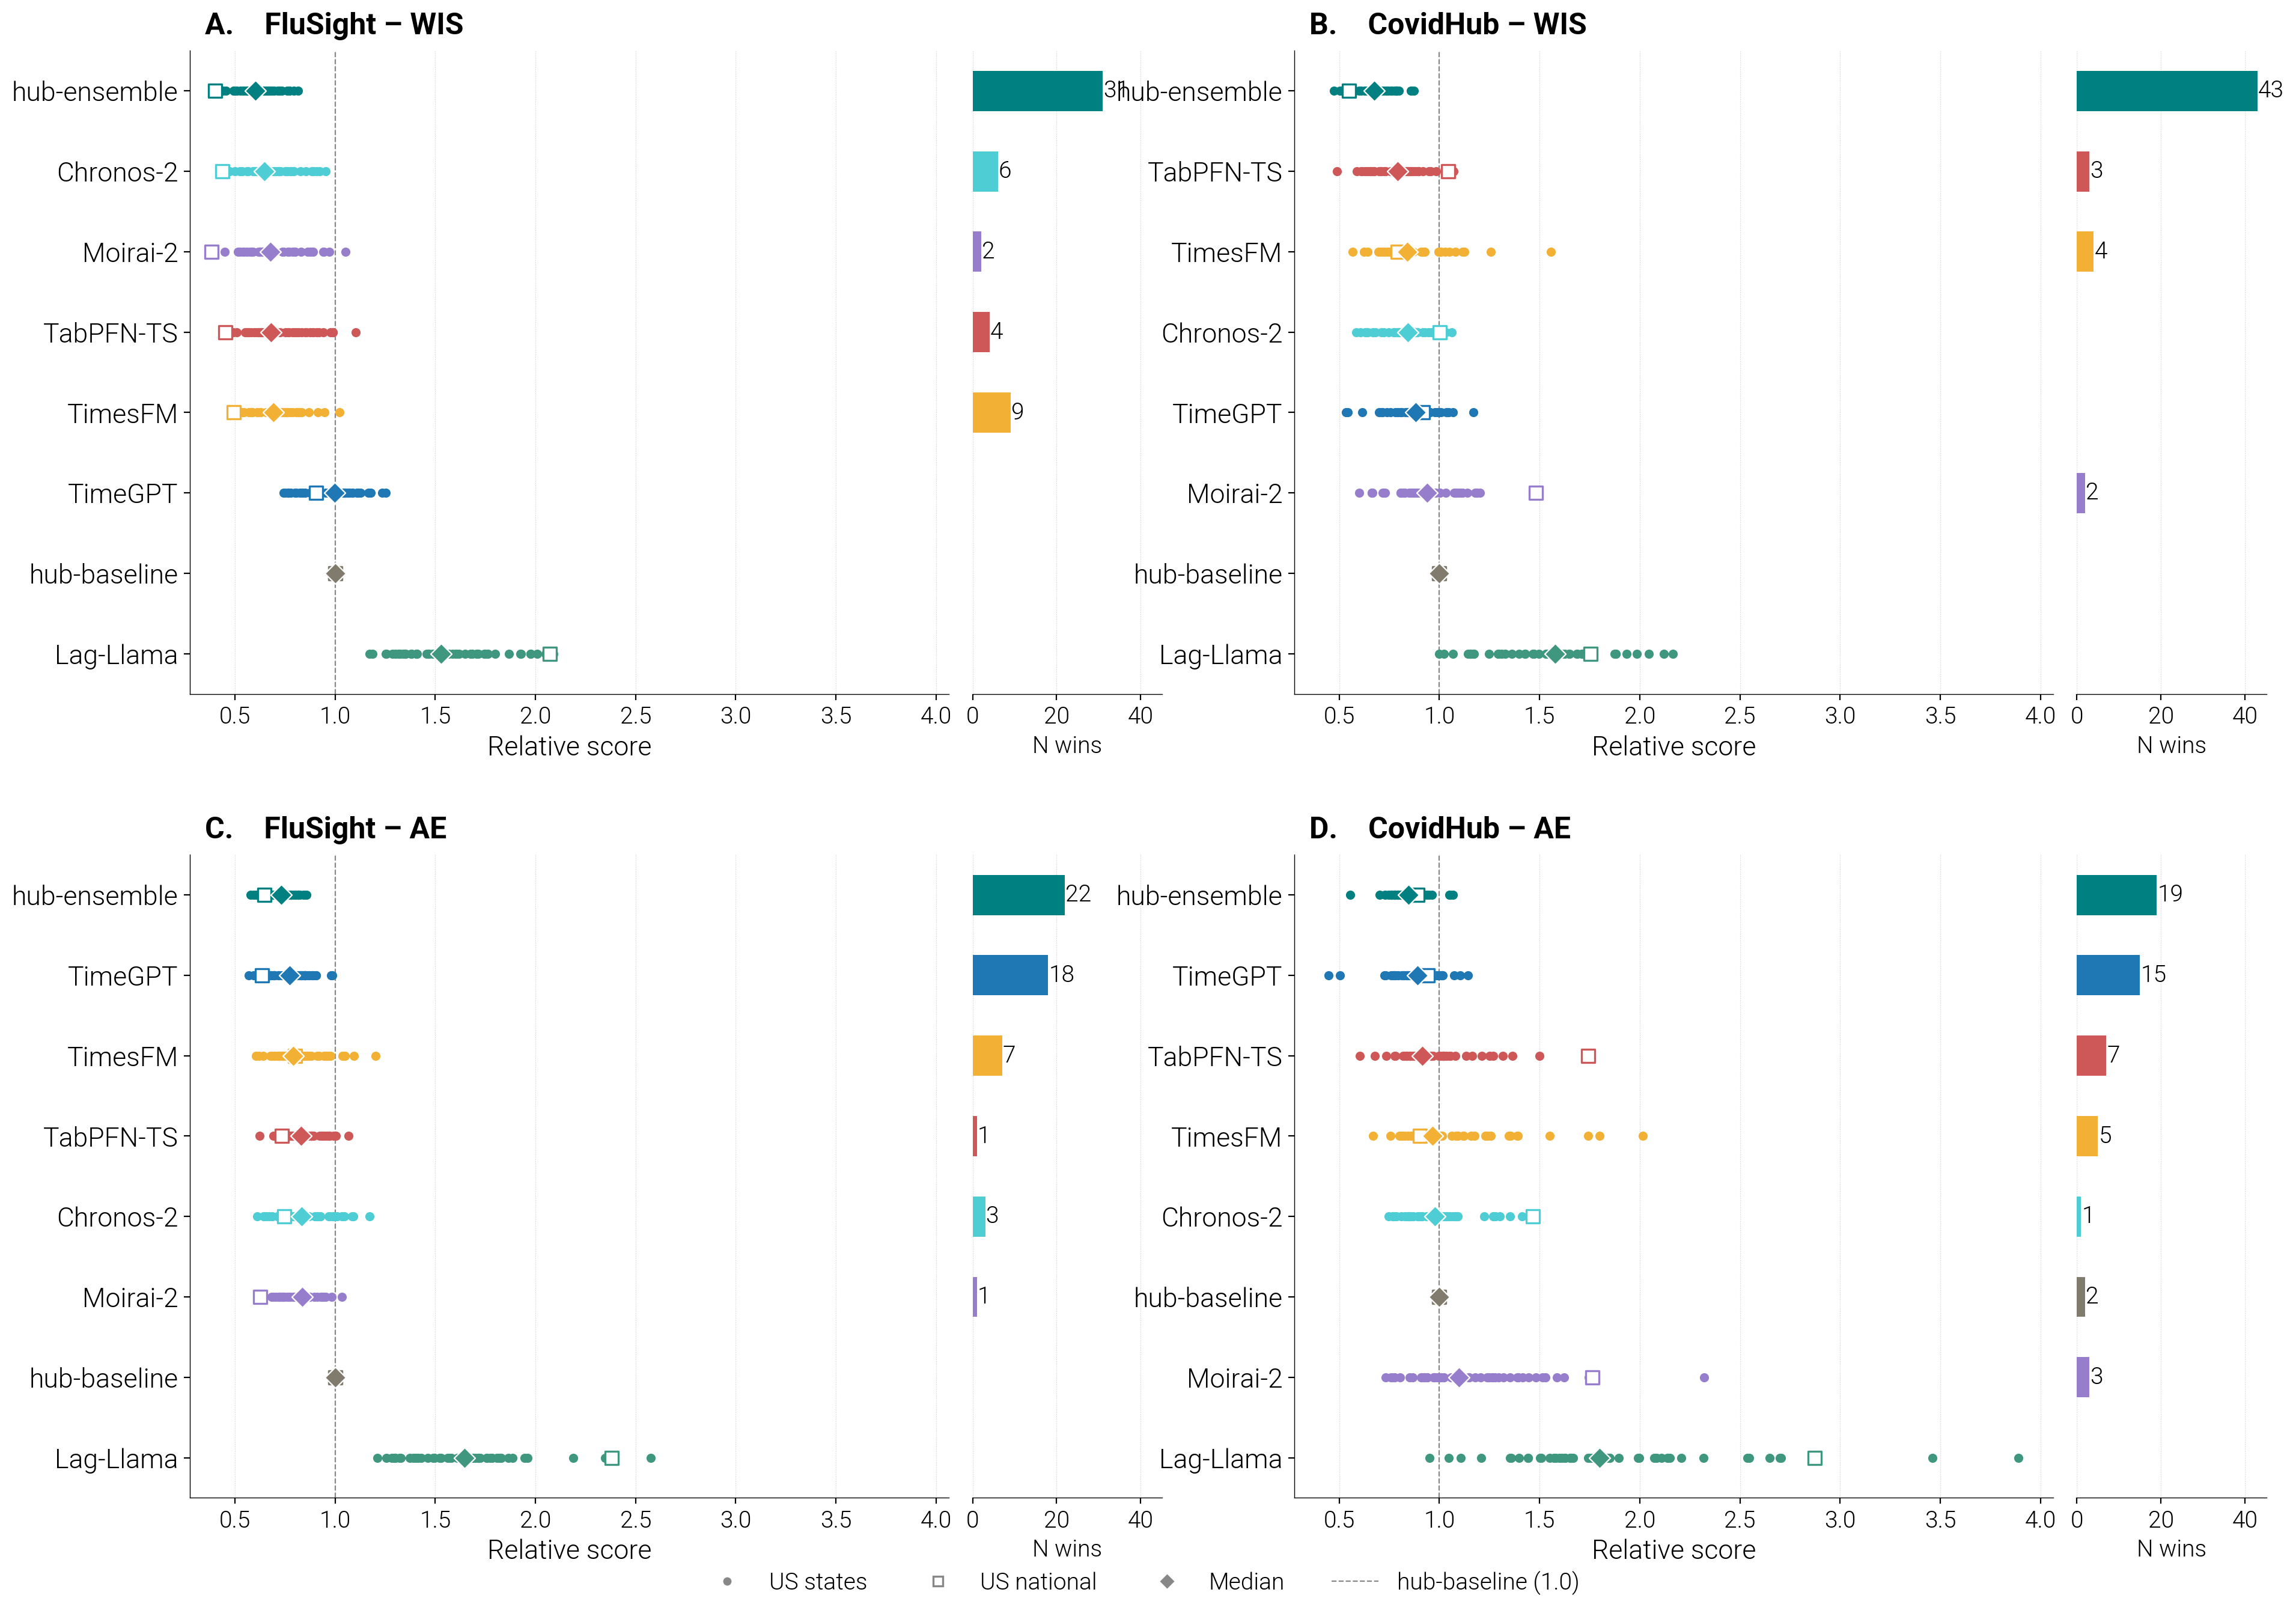 A. FluSight – WIS
hub-ensemble
Chronos-2
Moirai-2
TabPFN-TS
TimesFM
TimeGPT
hub-baseline
Lag-Llama
0.5 1.0 1.5 2.0 2.5 3.0 3.5 4.0
Relative score
31
6
2
4
9
0 20 40
N wins
B. CovidHub – WIS
hub-ensemble
TabPFN-TS
TimesFM
Chronos-2
TimeGPT
Moirai-2
hub-baseline
Lag-Llama
0.5 1.0 1.5 2.0 2.5 3.0 3.5 4.0
Relative score
43
3
4
2
0 20 40
N wins
C. FluSight – AE
hub-ensemble
TimeGPT
TimesFM
TabPFN-TS
Chronos-2
Moirai-2
hub-baseline
Lag-Llama
0.5 1.0 1.5 2.0 2.5 3.0 3.5 4.0
Relative score
22
18
7
1
3
1
0 20 40
N wins
D. CovidHub – AE
hub-ensemble
TimeGPT
TabPFN-TS
TimesFM
Chronos-2
hub-baseline
Moirai-2
Lag-Llama
0.5 1.0 1.5 2.0 2.5 3.0 3.5 4.0
Relative score
19
15
7
5
1
2
3
0 20 40
N wins
US states US national Median hub-baseline (1.0)